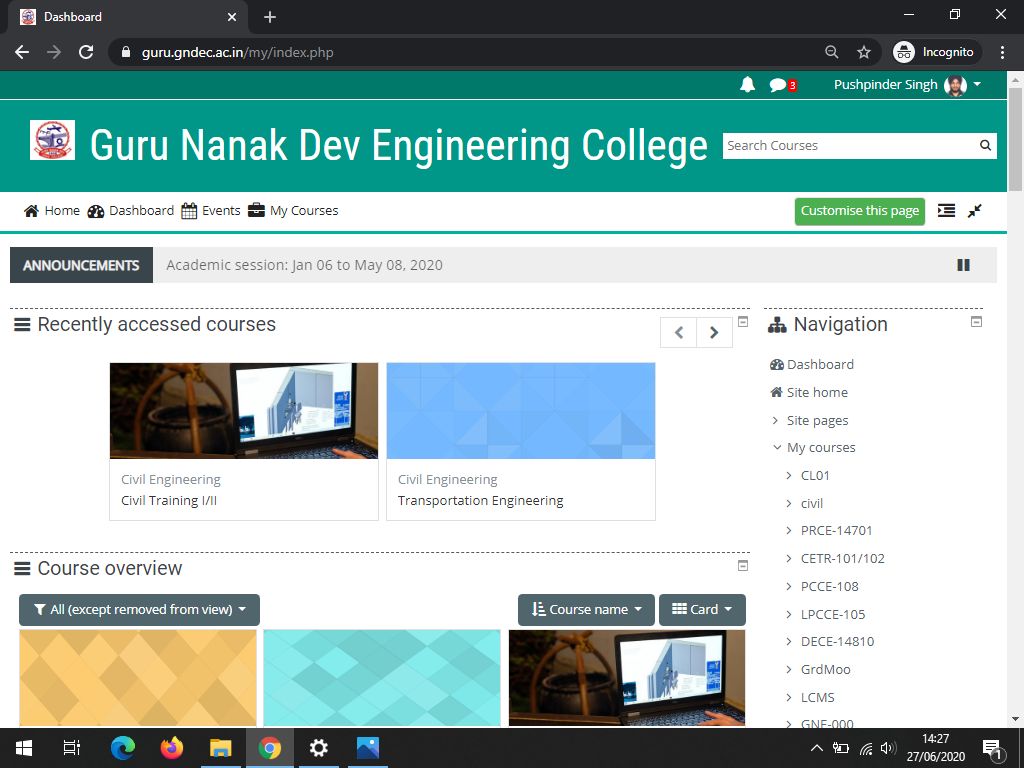 Dashboard
guru.gndec.ac.in/my/index.php
Incognito
3
Pushpinder Singh
Guru Nanak Dev Engineering College
Search Courses
Home Dashboard Events My Courses
Customise this page
ANNOUNCEMENTS Academic session: Jan 06 to May 08, 2020
Recently accessed courses
Civil Engineering
Civil Training I/II
Civil Engineering
Transportation Engineering
Course overview
All (except removed from view)
Course name
Card
Navigation
Dashboard
Site home
Site pages
My courses
CL01
civil
PRCE-14701
CETR-101/102
PCCE-108
LPCCE-105
DECE-14810
GrdMoo
LCMS
GNE-000
14:27
27/06/2020
1